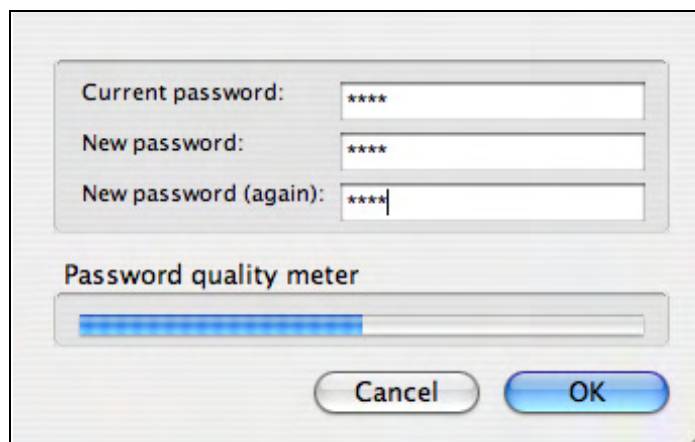 Current password: ****
New password: ****
New password (again): ****
Password quality meter
Cancel OK